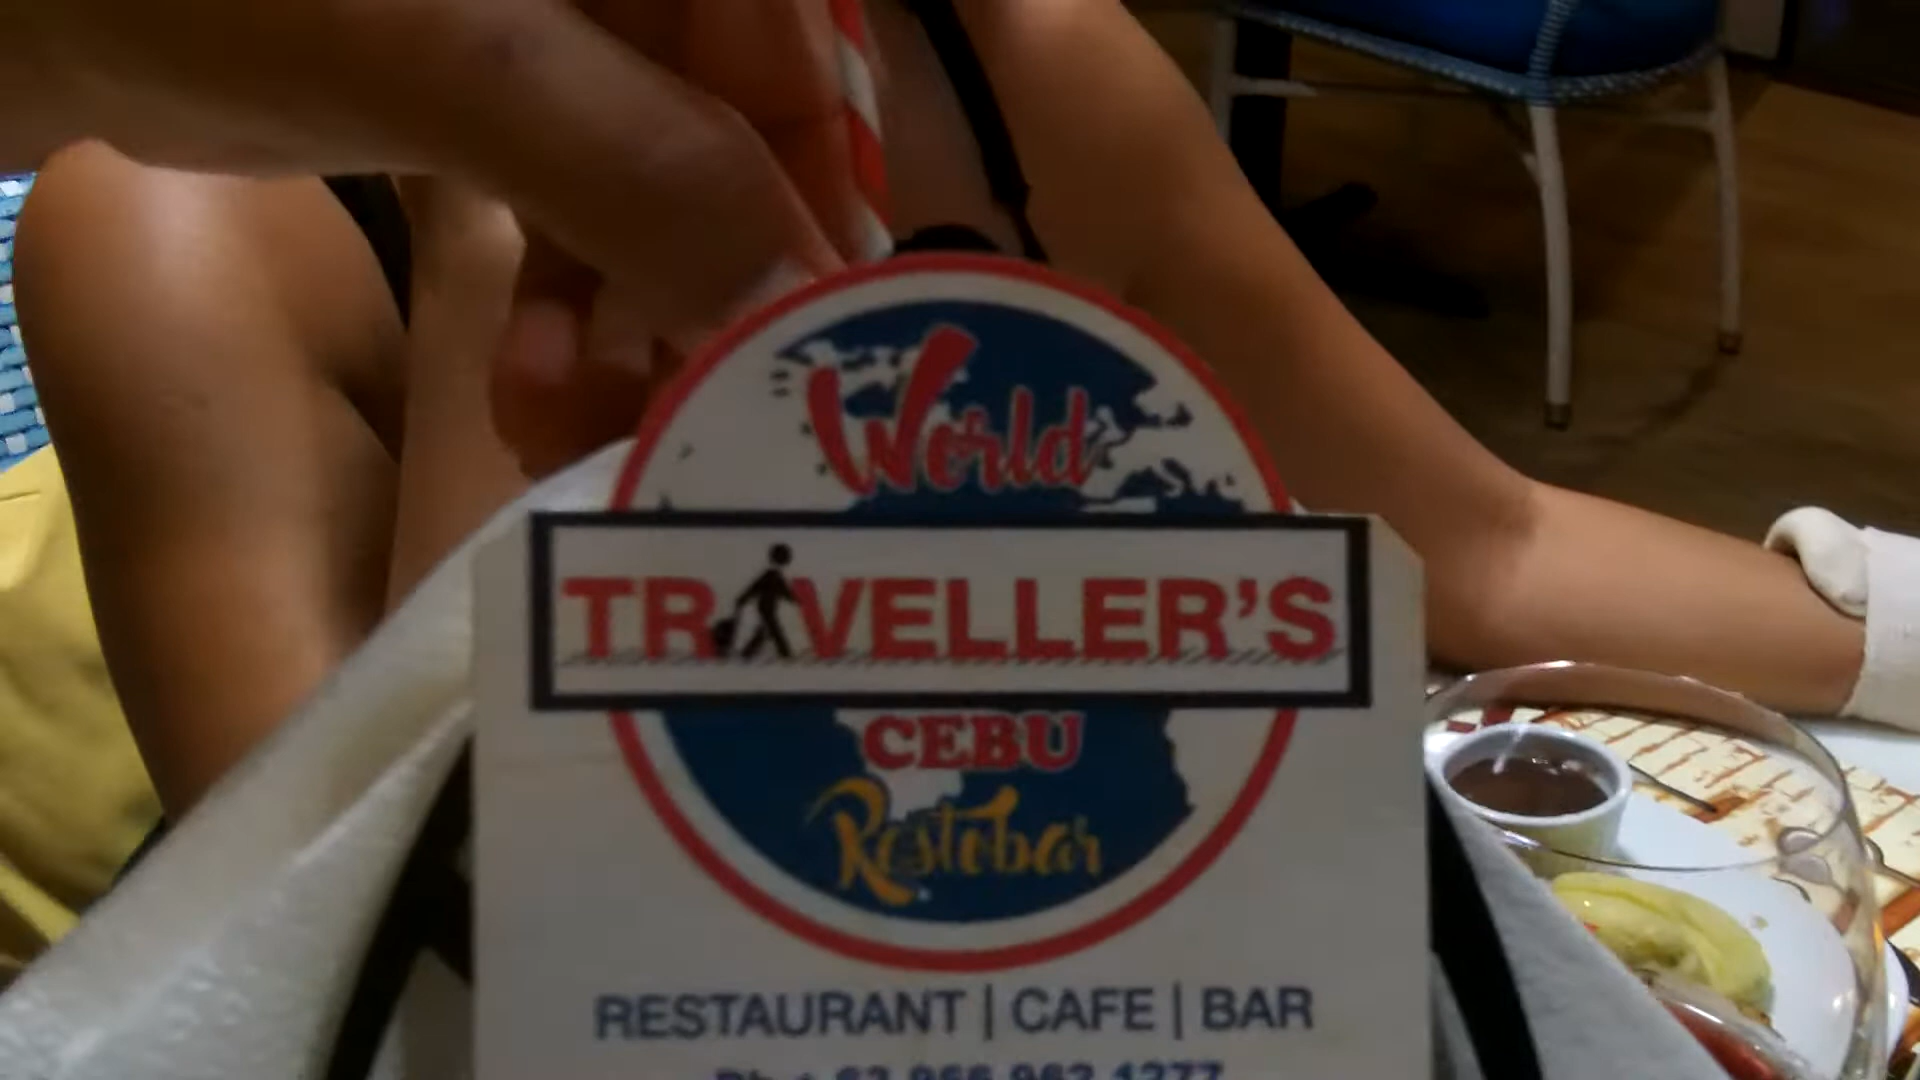 World
TRAVELLER'S
CEBU
Restobar
RESTAURANT | CAFE | BAR